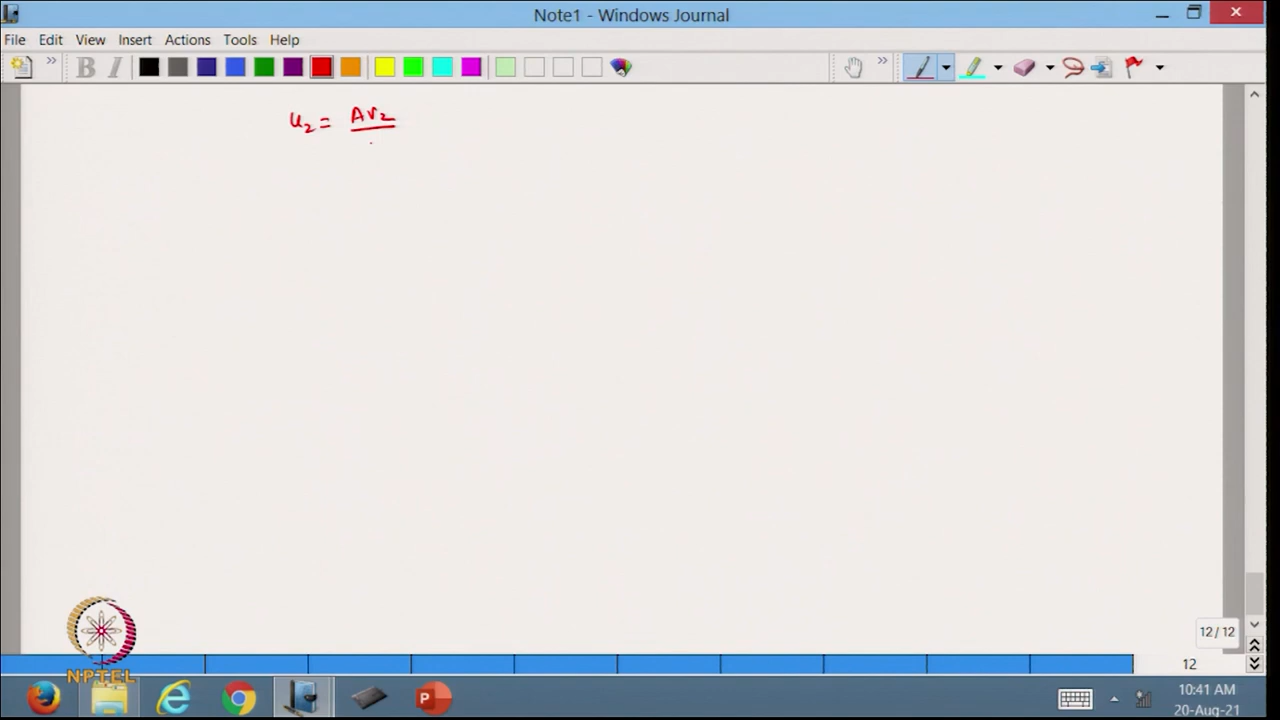 Note1 - Windows Journal
File Edit View Insert Actions Tools Help
B I
u₂ = Av₂
12 / 12
12
NPTEL
10:41 AM
20-Aug-21